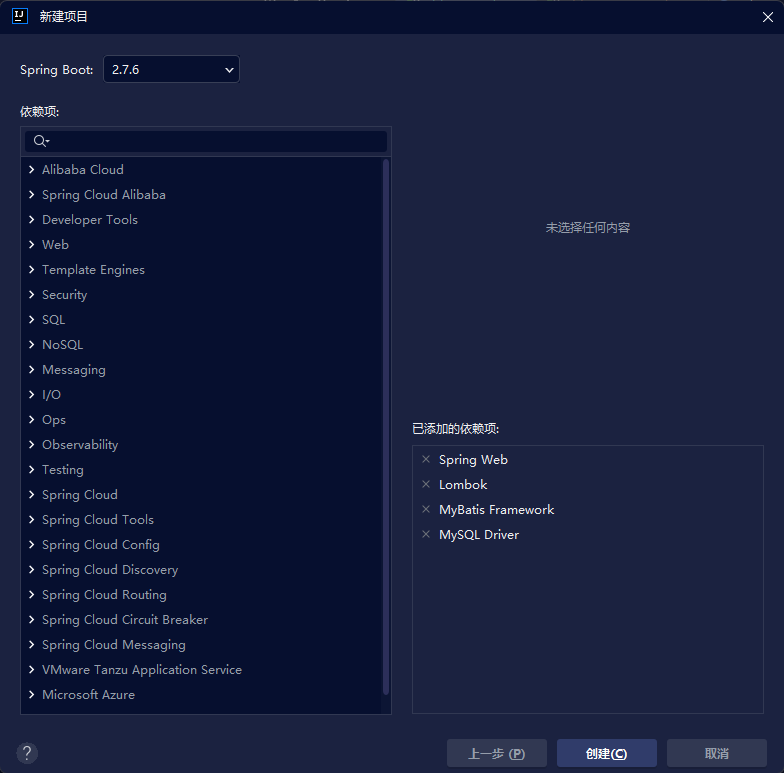 新建项目
Spring Boot: 2.7.6
依赖项:
Alibaba Cloud
Spring Cloud Alibaba
Developer Tools
Web
Template Engines
Security
SQL
NoSQL
Messaging
I/O
Ops
Observability
Testing
Spring Cloud
Spring Cloud Tools
Spring Cloud Config
Spring Cloud Discovery
Spring Cloud Routing
Spring Cloud Circuit Breaker
Spring Cloud Messaging
VMware Tanzu Application Service
Microsoft Azure
未选择任何内容
已添加的依赖项:
Spring Web
Lombok
MyBatis Framework
MySQL Driver
? 上一步 (P) 创建(C) 取消